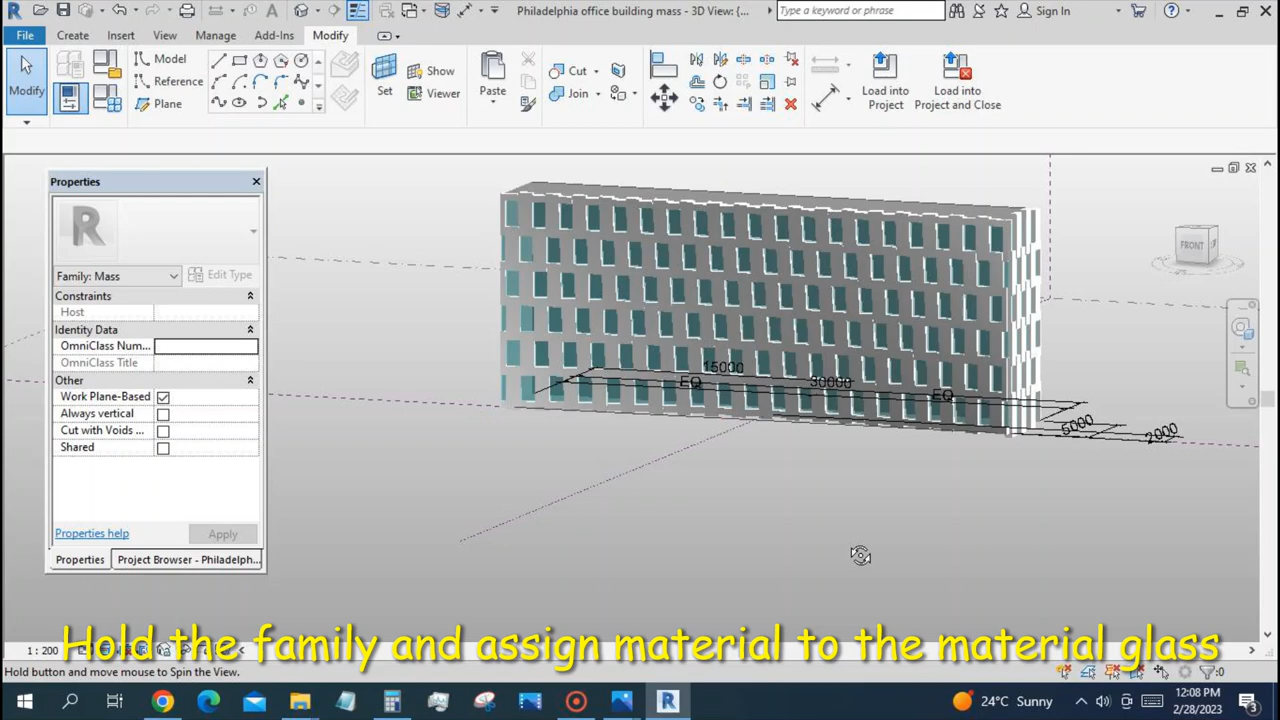 Philadelphia office building mass - 3D View: {...
Type a keyword or phrase
Sign In
File
Create
Insert
View
Manage
Add-Ins
Modify
Modify
Model
Reference
Plane
Set
Show
Viewer
Paste
Cut
Join
Load into
Project
Load into
Project and Close
Properties
R
Family: Mass
Edit Type
Constraints
Host
Identity Data
OmniClass Num...
OmniClass Title
Other
Work Plane-Based
Always vertical
Cut with Voids ...
Shared
Properties help
Apply
Properties
Project Browser - Philadelph...
FRONT
15000
EQ
30000
EQ
5000
2000
1 : 200
Hold the family and assign material to the material glass
Hold button and move mouse to Spin the View.
:0
24°C Sunny
12:08 PM
2/28/2023
3